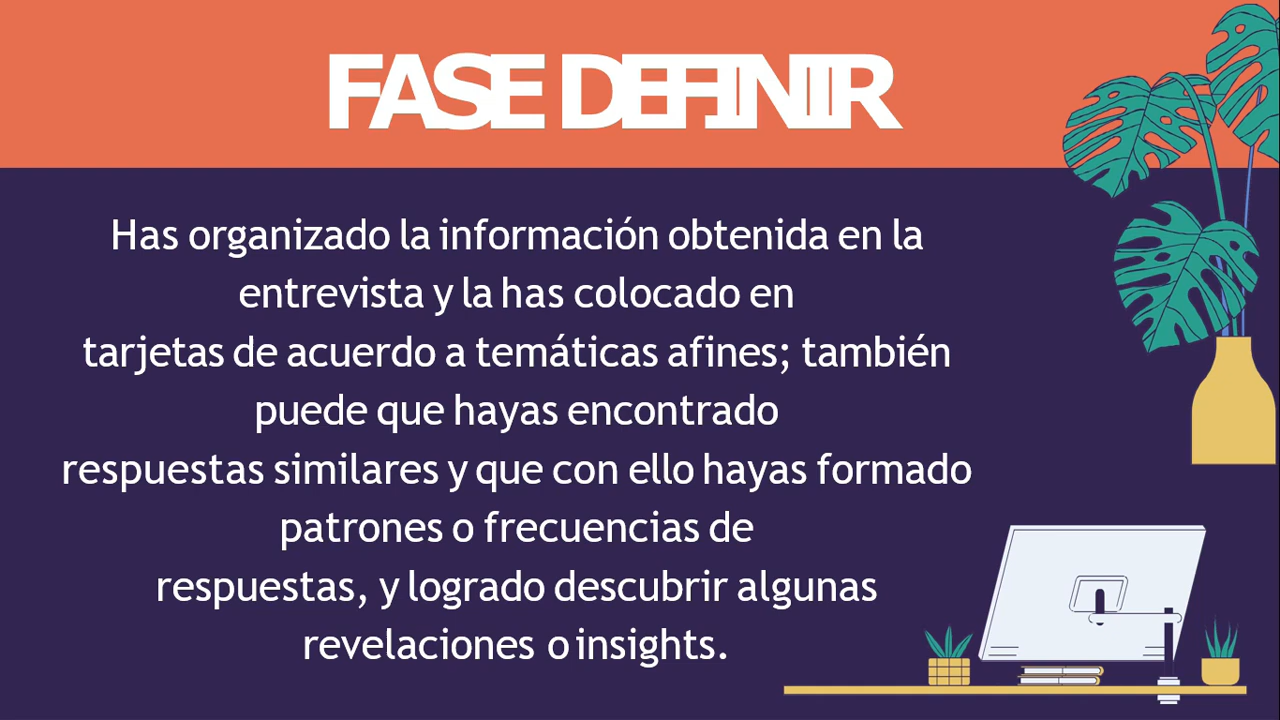 FASE DEFINIR
Has organizado la información obtenida en la
entrevista y la has colocado en
tarjetas de acuerdo a temáticas afines; también
puede que hayas encontrado
respuestas similares y que con ello hayas formado
patrones o frecuencias de
respuestas, y logrado descubrir algunas
revelaciones o insights.